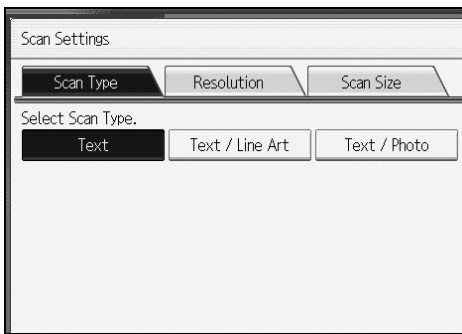 Scan Settings
Scan Type Resolution Scan Size
Select Scan Type.
Text Text / Line Art Text / Photo